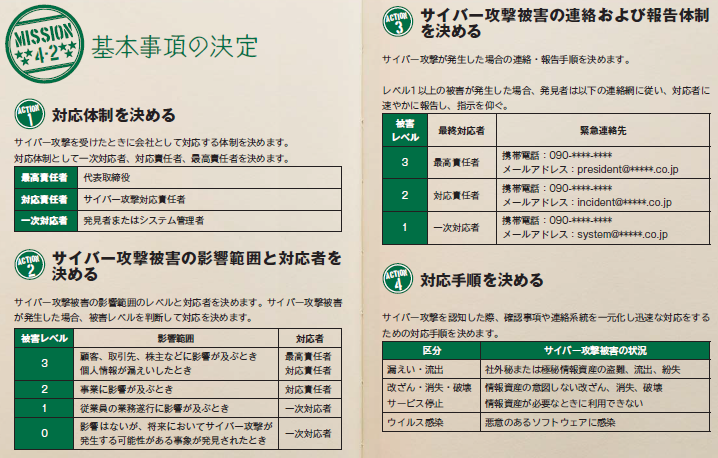 MISSION
4-2
基本事項の決定
ACTION
1
対応体制を決める
サイバー攻撃を受けたときに会社として対応する体制を決めます。
対応体制として一次対応者、対応責任者、最高責任者を決めます。
最高責任者 代表取締役
対応責任者 サイバー攻撃対応責任者
一次対応者 発見者またはシステム管理者
ACTION
2
サイバー攻撃被害の影響範囲と対応者を
決める
サイバー攻撃被害の影響範囲のレベルと対応者を決めます。サイバー攻撃被害
が発生した場合、被害レベルを判断して対応を決めます。
被害レベル 影響範囲 対応者
3 顧客、取引先、株主などに影響が及ぶとき 最高責任者
個人情報が漏えいしたとき 対応責任者
2 事業に影響が及ぶとき 対応責任者
1 従業員の業務遂行に影響が及ぶとき 一次対応者
0 影響はないが、将来においてサイバー攻撃が 一次対応者
発生する可能性がある事象が発見されたとき
ACTION
3
サイバー攻撃被害の連絡および報告体制
を決める
サイバー攻撃が発生した場合の連絡・報告手順を決めます。
レベル1以上の被害が発生した場合、発見者は以下の連絡網に従い、対応者に
速やかに報告し、指示を仰ぐ。
被害
レベル 最終対応者 緊急連絡先
3 最高責任者 携帯電話:090-****-****
メールアドレス:president@*****.co.jp
2 対応責任者 携帯電話:090-****-****
メールアドレス:incident@*****.co.jp
1 一次対応者 携帯電話:090-****-****
メールアドレス:system@*****.co.jp
ACTION
4
対応手順を決める
サイバー攻撃を認知した際、確認事項や連絡系統を一元化し迅速な対応をする
ための対応手順を決めます。
区分 サイバー攻撃被害の状況
漏えい・流出 社外秘または極秘情報資産の盗難、流出、紛失
改ざん・消失・破壊 情報資産の意図しない改ざん、消失、破壊
サービス停止 情報資産が必要なときに利用できない
ウイルス感染 悪意のあるソフトウェアに感染